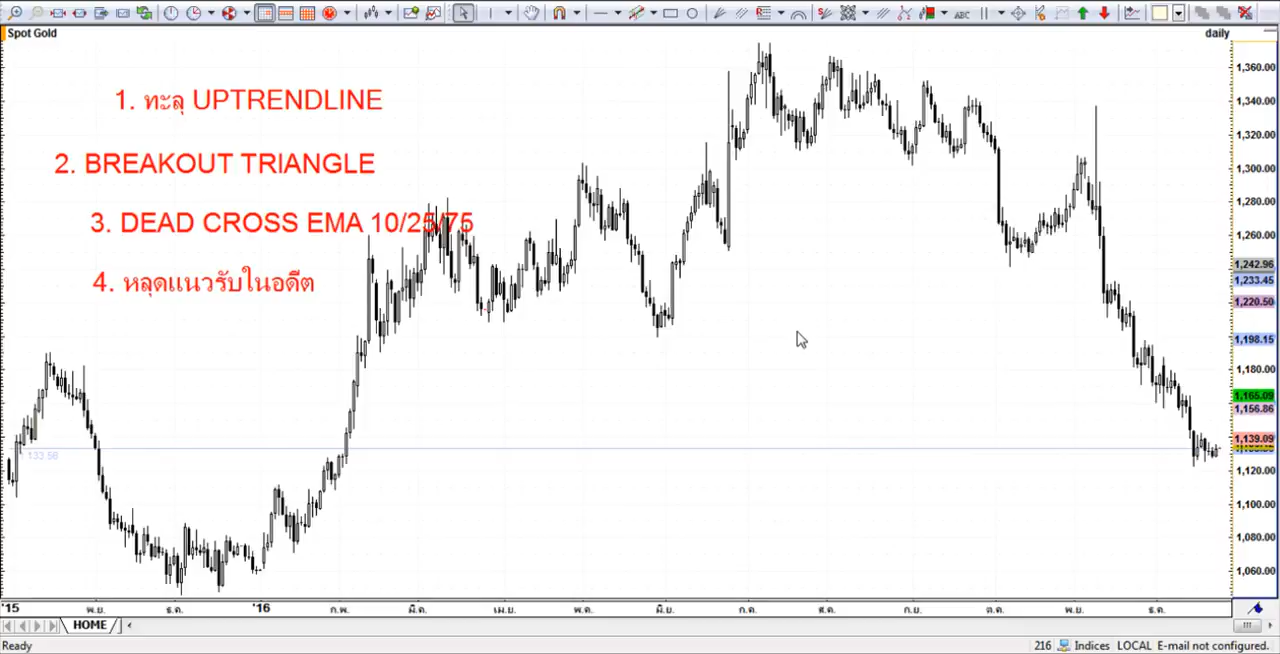 Spot Gold
daily
1,360.00
1. ทะลุ UPTRENDLINE
1,340.00
1,320.00
2. BREAKOUT TRIANGLE
1,300.00
1,280.00
3. DEAD CROSS EMA 10/25/75
1,260.00
1,242.96
4. หลุดแนวรับในอดีต
1,233.45
1,220.50
1,198.15
1,180.00
1,165.09
1,156.86
1,139.09
133.56
1,120.00
1,100.00
1,080.00
1,060.00
'15 พ.ย. ธ.ค. '16 ก.พ. มี.ค. เม.ย. พ.ค. มิ.ย. ก.ค. ส.ค. ก.ย. ต.ค. พ.ย. ธ.ค.
HOME
Ready
216 Indices LOCAL E-mail not configured.